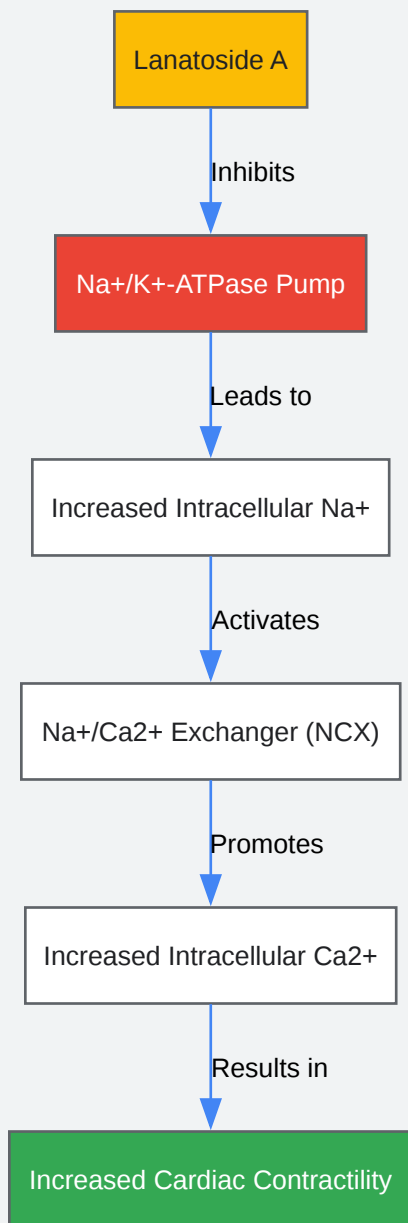 Lanatoside A
Inhibits
Na+/K+-ATPase Pump
Leads to
Increased Intracellular Na+
Activates
Na+/Ca2+ Exchanger (NCX)
Promotes
Increased Intracellular Ca2+
Results in
Increased Cardiac Contractility